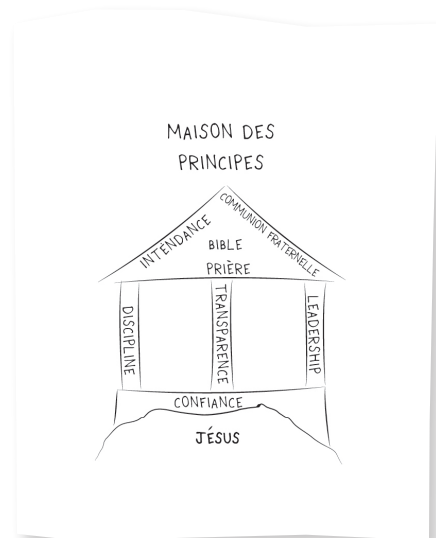 MAISON DES
PRINCIPES
INTENDANCE
COMMUNION FRATERNELLE
BIBLE
PRIÈRE
DISCIPLINE
TRANSPARENCE
LEADERSHIP
CONFIANCE
JÉSUS